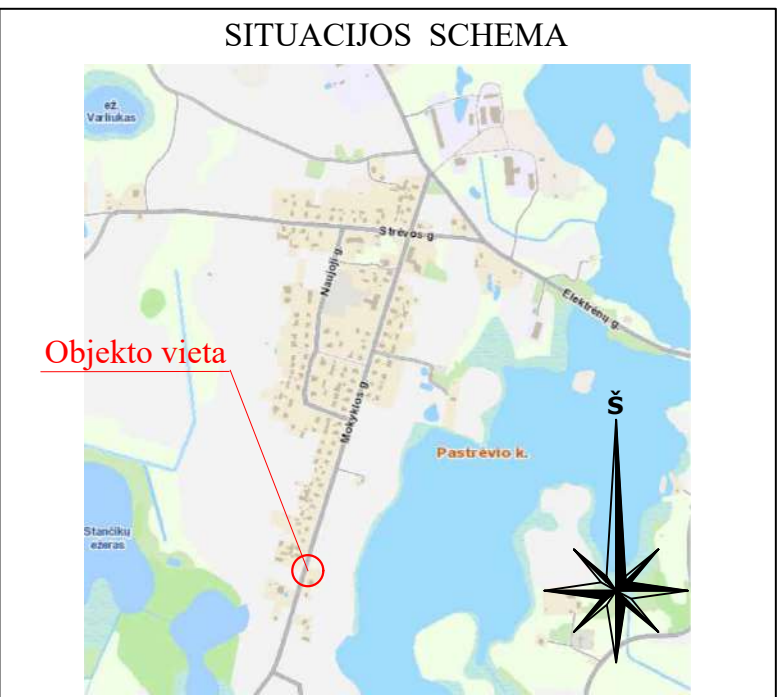 SITUACIJOS SCHEMA
ež.
Varliukas
Strėvos g.
Naujoji g.
Elektrėnų g.
Objekto vieta
Mokyklos g.
Š
Pastrėvio k.
Stančikų
ežeras